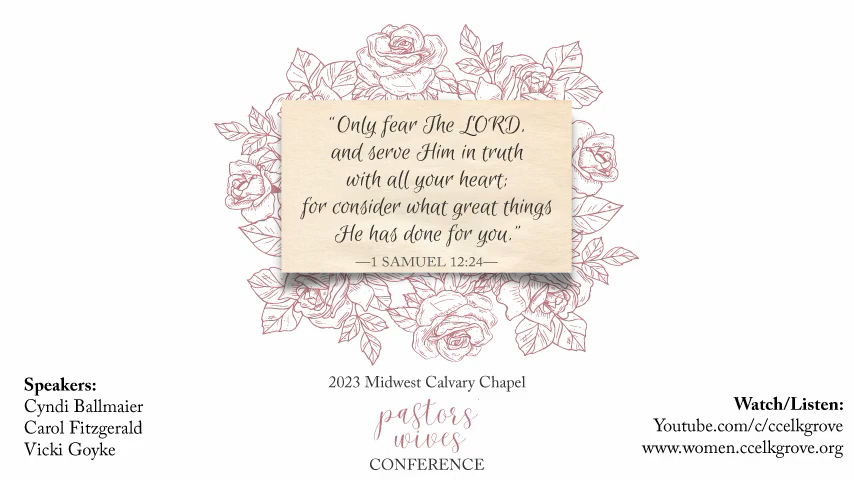 “Only fear The LORD,
and serve Him in truth
with all your heart;
for consider what great things
He has done for you.”
—1 SAMUEL 12:24—
2023 Midwest Calvary Chapel
pastors
wives
CONFERENCE
Speakers:
Cyndi Ballmaier
Carol Fitzgerald
Vicki Goyke
Watch/Listen:
Youtube.com/c/ccelkgrove
www.women.ccelkgrove.org